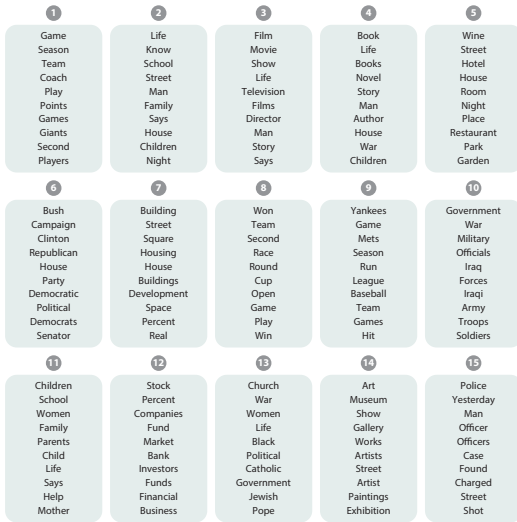 1
Game
Season
Team
Coach
Play
Points
Games
Giants
Second
Players
2
Life
Know
School
Street
Man
Family
Says
House
Children
Night
3
Film
Movie
Show
Life
Television
Films
Director
Man
Story
Says
4
Book
Life
Books
Novel
Story
Man
Author
House
War
Children
5
Wine
Street
Hotel
House
Room
Night
Place
Restaurant
Park
Garden
6
Bush
Campaign
Clinton
Republican
House
Party
Democratic
Political
Democrats
Senator
7
Building
Street
Square
Housing
House
Buildings
Development
Space
Percent
Real
8
Won
Team
Second
Race
Round
Cup
Open
Game
Play
Win
9
Yankees
Game
Mets
Season
Run
League
Baseball
Team
Games
Hit
10
Government
War
Military
Officials
Iraq
Forces
Iraqi
Army
Troops
Soldiers
11
Children
School
Women
Family
Parents
Child
Life
Says
Help
Mother
12
Stock
Percent
Companies
Fund
Market
Bank
Investors
Funds
Financial
Business
13
Church
War
Women
Life
Black
Political
Catholic
Government
Jewish
Pope
14
Art
Museum
Show
Gallery
Works
Artists
Street
Artist
Paintings
Exhibition
15
Police
Yesterday
Man
Officer
Officers
Case
Found
Charged
Street
Shot